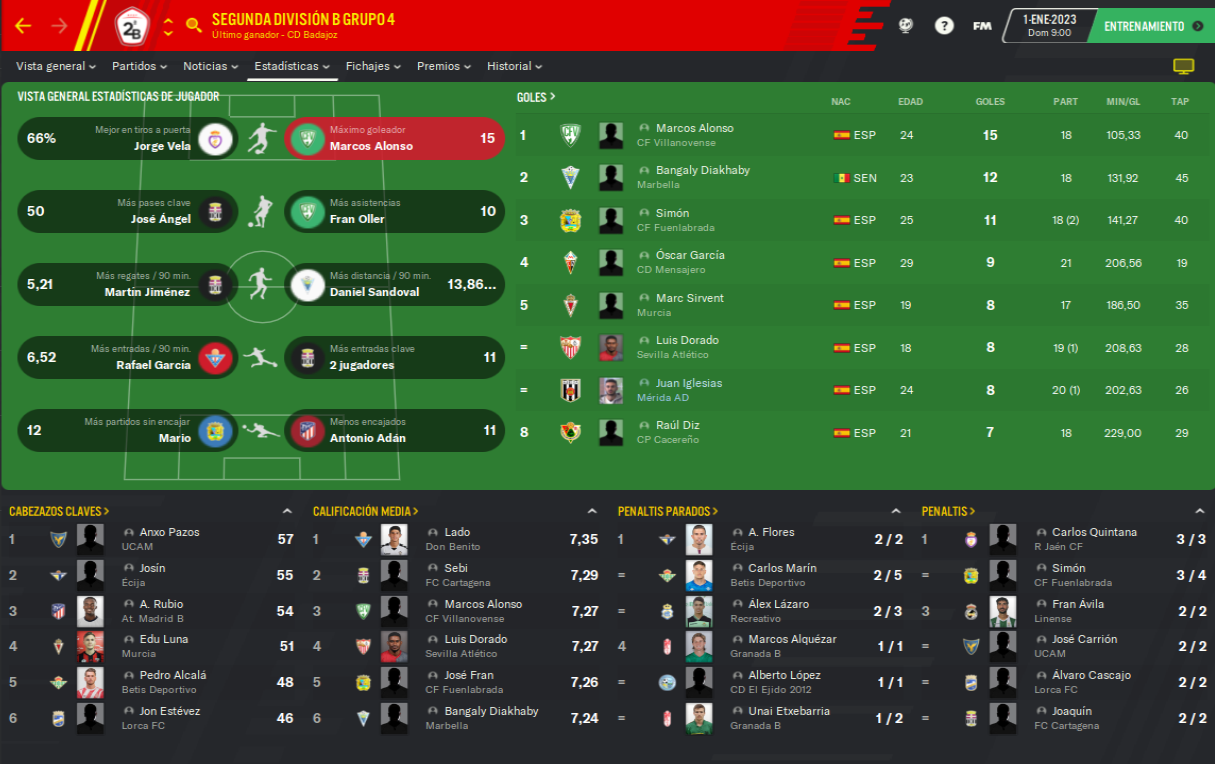 SEGUNDA DIVISIÓN B GRUPO 4
Último ganador - CD Badajoz
2ªB
FM
1-ENE-2023
Dom 9:00
ENTRENAMIENTO
Vista general Partidos Noticias Estadísticas Fichajes Premios Historial
VISTA GENERAL ESTADÍSTICAS DE JUGADOR
66% Mejor en tiros a puerta
Jorge Vela
Máximo goleador
Marcos Alonso 15
50 Más pases clave
José Ángel
Más asistencias
Fran Oller 10
5,21 Más regates / 90 min.
Martín Jiménez
Más distancia / 90 min.
Daniel Sandoval 13,86...
6,52 Más entradas / 90 min.
Rafael García
Más entradas clave
2 jugadores 11
12 Más partidos sin encajar
Mario
Menos encajados
Antonio Adán 11
GOLES > NAC EDAD GOLES PART MIN/GL TAP
1 Marcos Alonso ESP 24 15 18 105,33 40
CF Villanovense
2 Bangaly Diakhaby SEN 23 12 18 131,92 45
Marbella
3 Simón ESP 25 11 18 (2) 141,27 40
CF Fuenlabrada
4 Óscar García ESP 29 9 21 206,56 19
CD Mensajero
5 Marc Sirvent ESP 19 8 17 186,50 35
Murcia
= Luis Dorado ESP 18 8 19 (1) 208,63 28
Sevilla Atlético
= Juan Iglesias ESP 24 8 20 (1) 202,63 26
Mérida AD
8 Raúl Diz ESP 21 7 18 229,00 29
CP Cacereño
CABEZAZOS CLAVES >
1 Anxo Pazos 57
UCAM
2 Josín 55
Écija
3 A. Rubio 54
At. Madrid B
4 Edu Luna 51
Murcia
5 Pedro Alcalá 48
Betis Deportivo
6 Jon Estévez 46
Lorca FC
CALIFICACIÓN MEDIA >
1 Lado 7,35
Don Benito
2 Sebi 7,29
FC Cartagena
3 Marcos Alonso 7,27
CF Villanovense
4 Luis Dorado 7,27
Sevilla Atlético
5 José Fran 7,26
CF Fuenlabrada
6 Bangaly Diakhaby 7,24
Marbella
PENALTIS PARADOS >
1 A. Flores 2 / 2
Écija
= Carlos Marín 2 / 5
Betis Deportivo
= Álex Lázaro 2 / 3
Recreativo
4 Marcos Alquézar 1 / 1
Granada B
= Alberto López 1 / 1
CD El Ejido 2012
= Unai Etxebarria 1 / 2
Granada B
PENALTIS >
1 Carlos Quintana 3 / 3
R Jaén CF
= Simón 3 / 4
CF Fuenlabrada
3 Fran Ávila 2 / 2
Linense
= José Carrión 2 / 2
UCAM
= Álvaro Cascajo 2 / 2
Lorca FC
= Joaquín 2 / 2
FC Cartagena